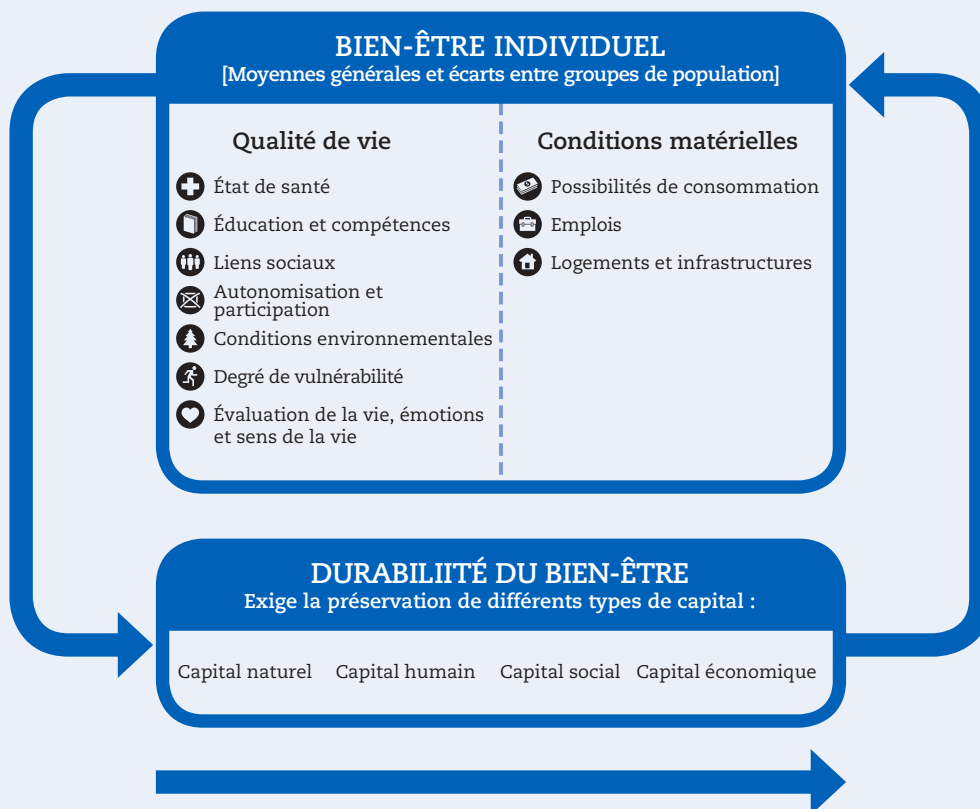 BIEN-ÊTRE INDIVIDUEL
[Moyennes générales et écarts entre groupes de population]
Qualité de vie
État de santé
Éducation et compétences
Liens sociaux
Autonomisation et
participation
Conditions environnementales
Degré de vulnérabilité
Évaluation de la vie, émotions
et sens de la vie
Conditions matérielles
Possibilités de consommation
Emplois
Logements et infrastructures
DURABILIITÉ DU BIEN-ÊTRE
Exige la préservation de différents types de capital :
Capital naturel Capital humain Capital social Capital économique